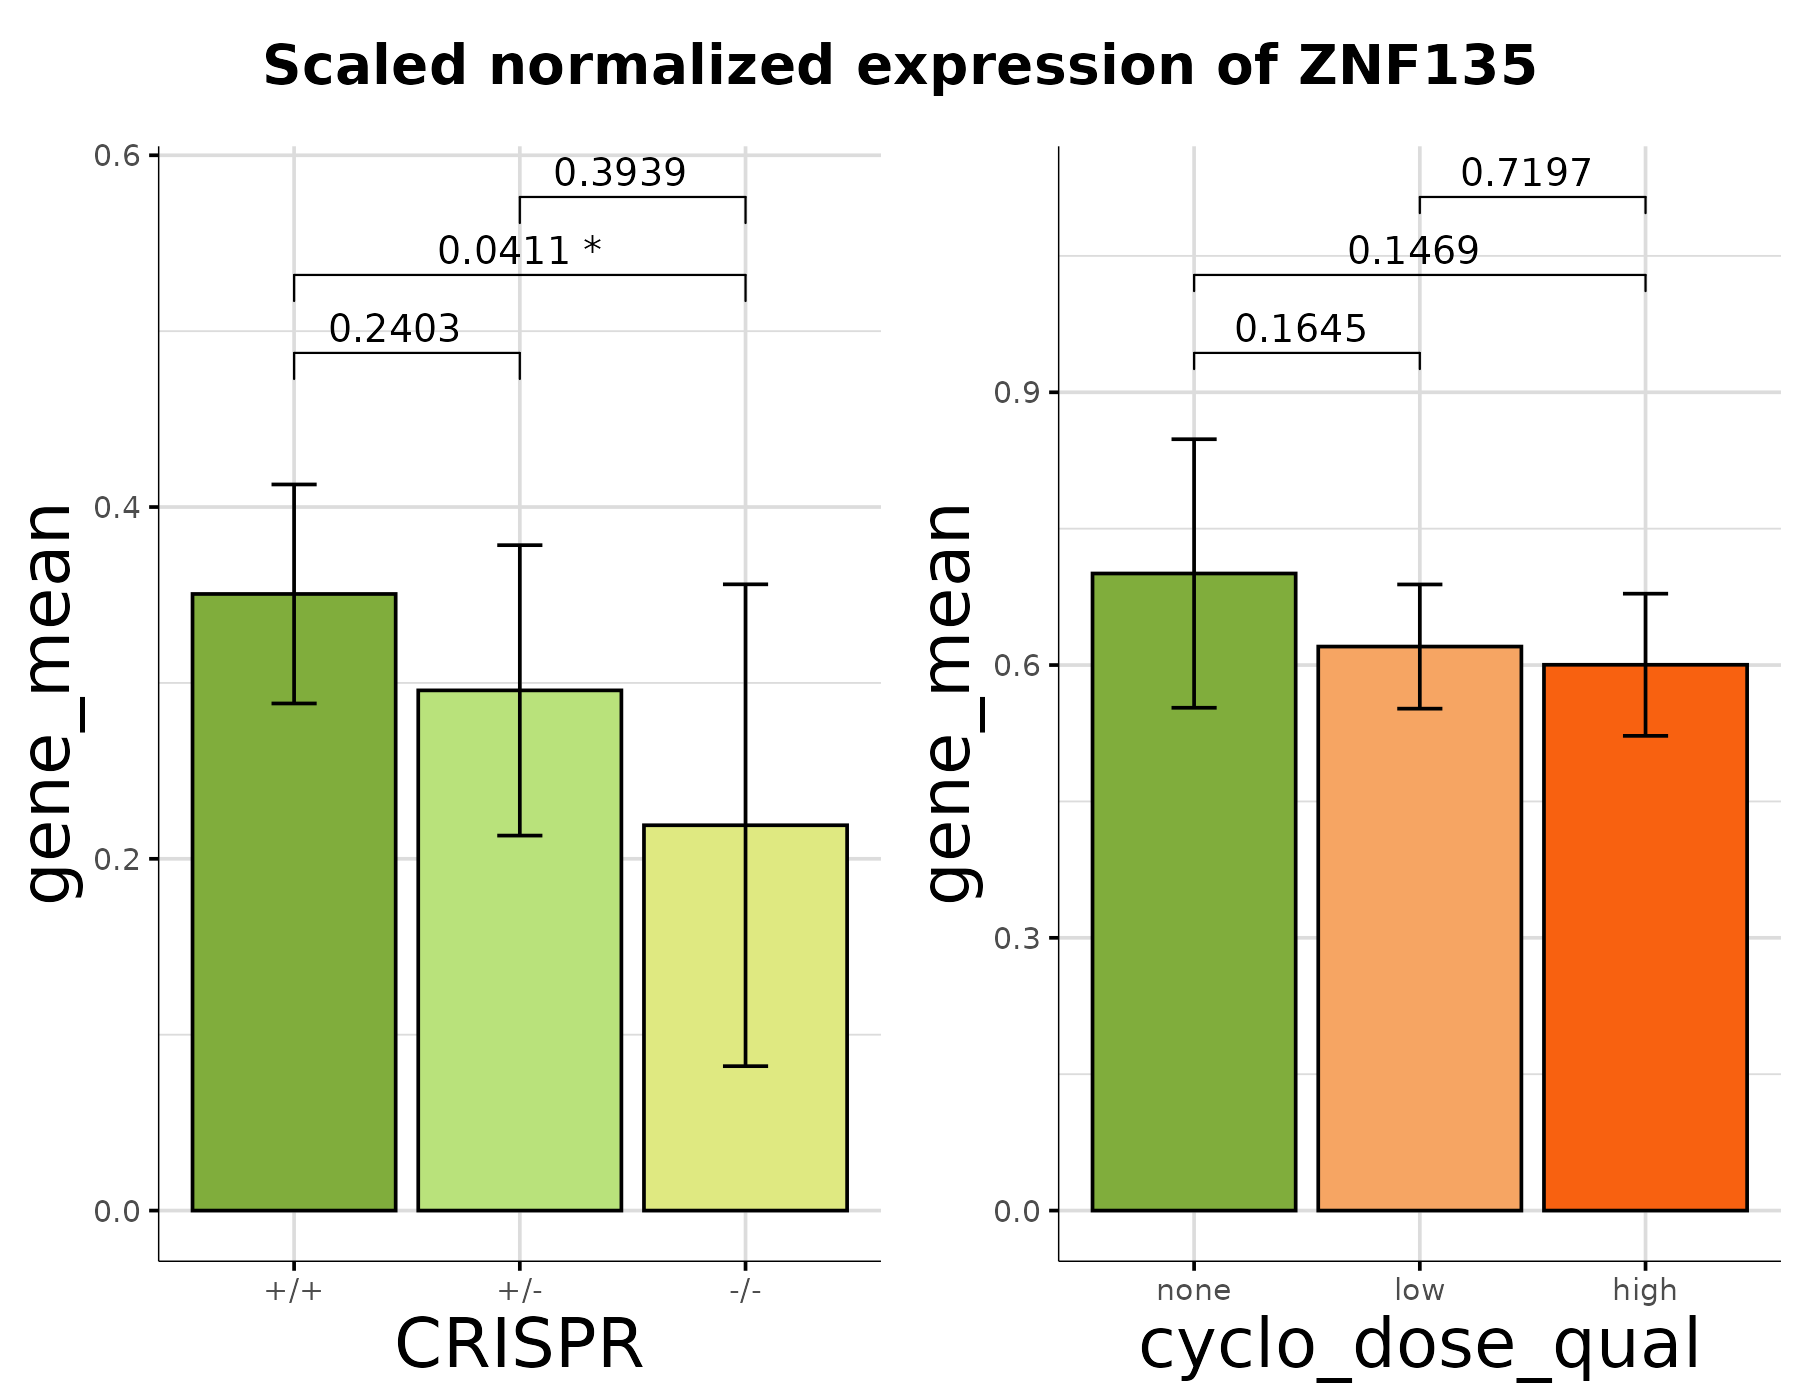 Scaled normalized expression of ZNF135
gene_mean
0.6
0.4
0.2
0.0
0.3939
0.0411 *
0.2403
+/+ +/- -/-
CRISPR
gene_mean
0.9
0.6
0.3
0.0
0.7197
0.1469
0.1645
none low high
cyclo_dose_qual